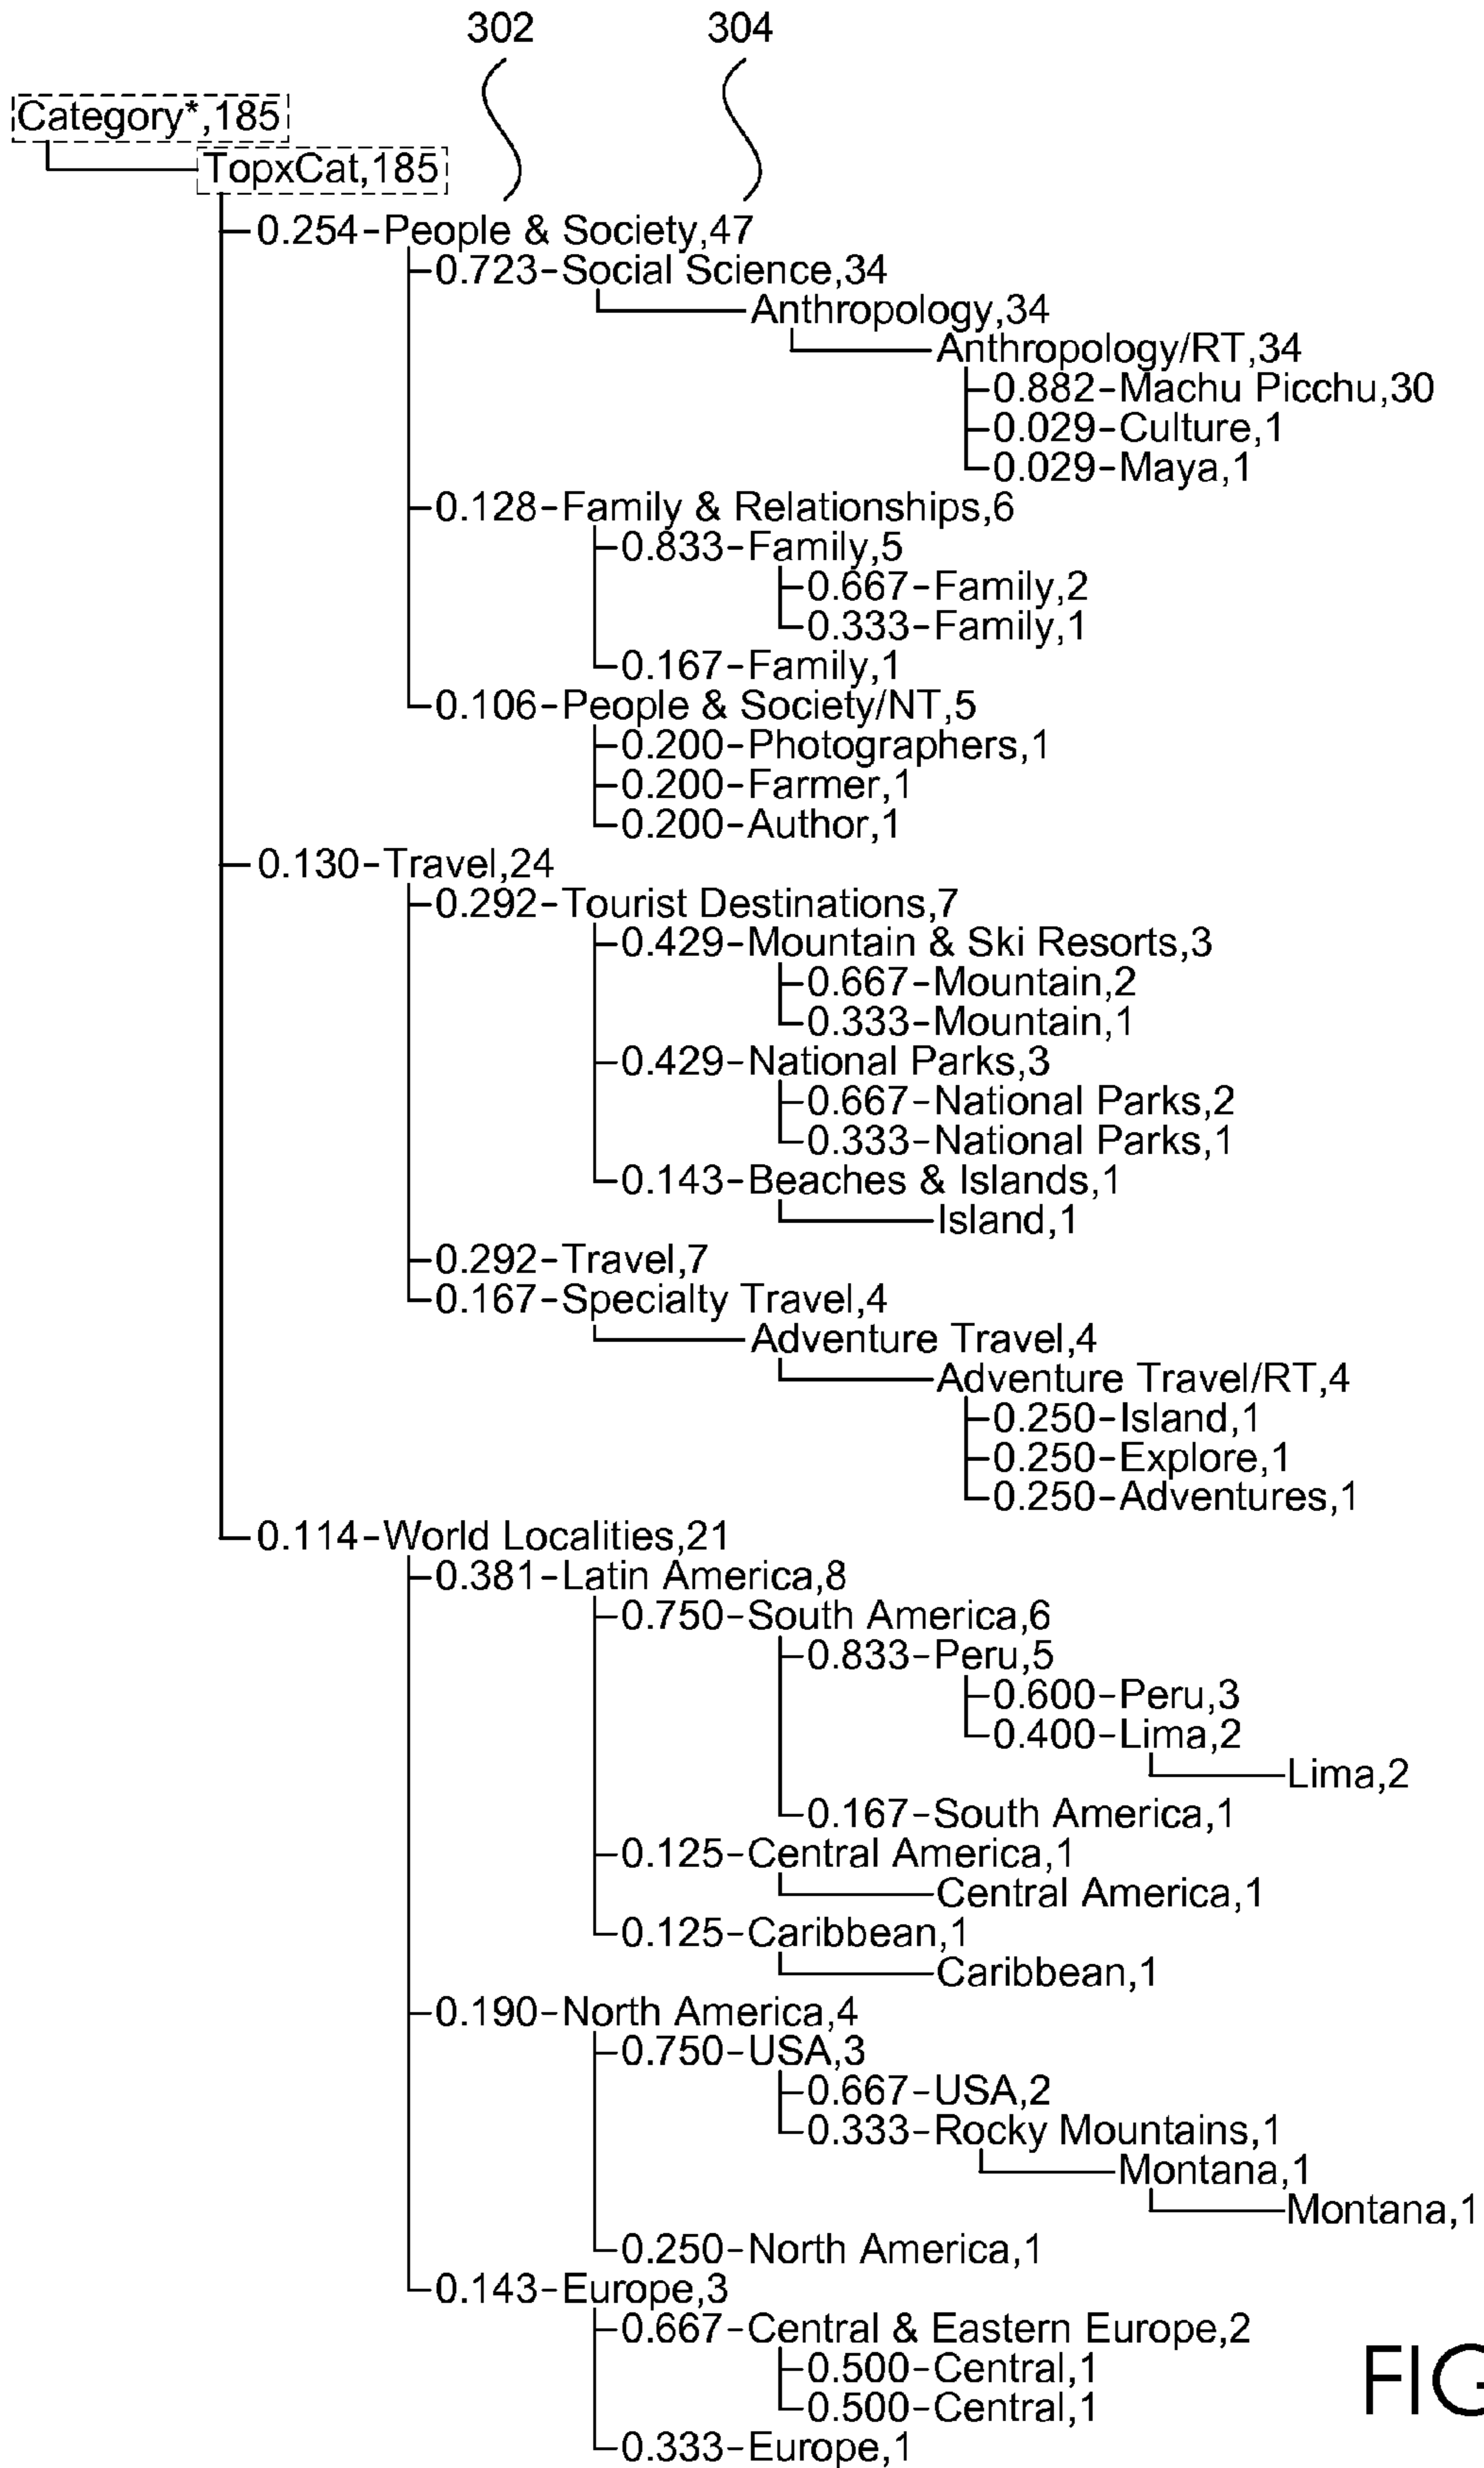 302 304
Category*,185
TopxCat,185
0.254-People & Society,47
0.723-Social Science,34
Anthropology,34
Anthropology/RT,34
0.882-Machu Picchu,30
0.029-Culture,1
0.029-Maya,1
0.128-Family & Relationships,6
0.833-Family,5
0.667-Family,2
0.333-Family,1
0.167-Family,1
0.106-People & Society/NT,5
0.200-Photographers,1
0.200-Farmer,1
0.200-Author,1
0.130-Travel,24
0.292-Tourist Destinations,7
0.429-Mountain & Ski Resorts,3
0.667-Mountain,2
0.333-Mountain,1
0.429-National Parks,3
0.667-National Parks,2
0.333-National Parks,1
0.143-Beaches & Islands,1
Island,1
0.292-Travel,7
0.167-Specialty Travel,4
Adventure Travel,4
Adventure Travel/RT,4
0.250-Island,1
0.250-Explore,1
0.250-Adventures,1
0.114-World Localities,21
0.381-Latin America,8
0.750-South America,6
0.833-Peru,5
0.600-Peru,3
0.400-Lima,2
Lima,2
0.167-South America,1
0.125-Central America,1
Central America,1
0.125-Caribbean,1
Caribbean,1
0.190-North America,4
0.750-USA,3
0.667-USA,2
0.333-Rocky Mountains,1
Montana,1
Montana,1
0.250-North America,1
0.143-Europe,3
0.667-Central & Eastern Europe,2
0.500-Central,1
0.500-Central,1
0.333-Europe,1